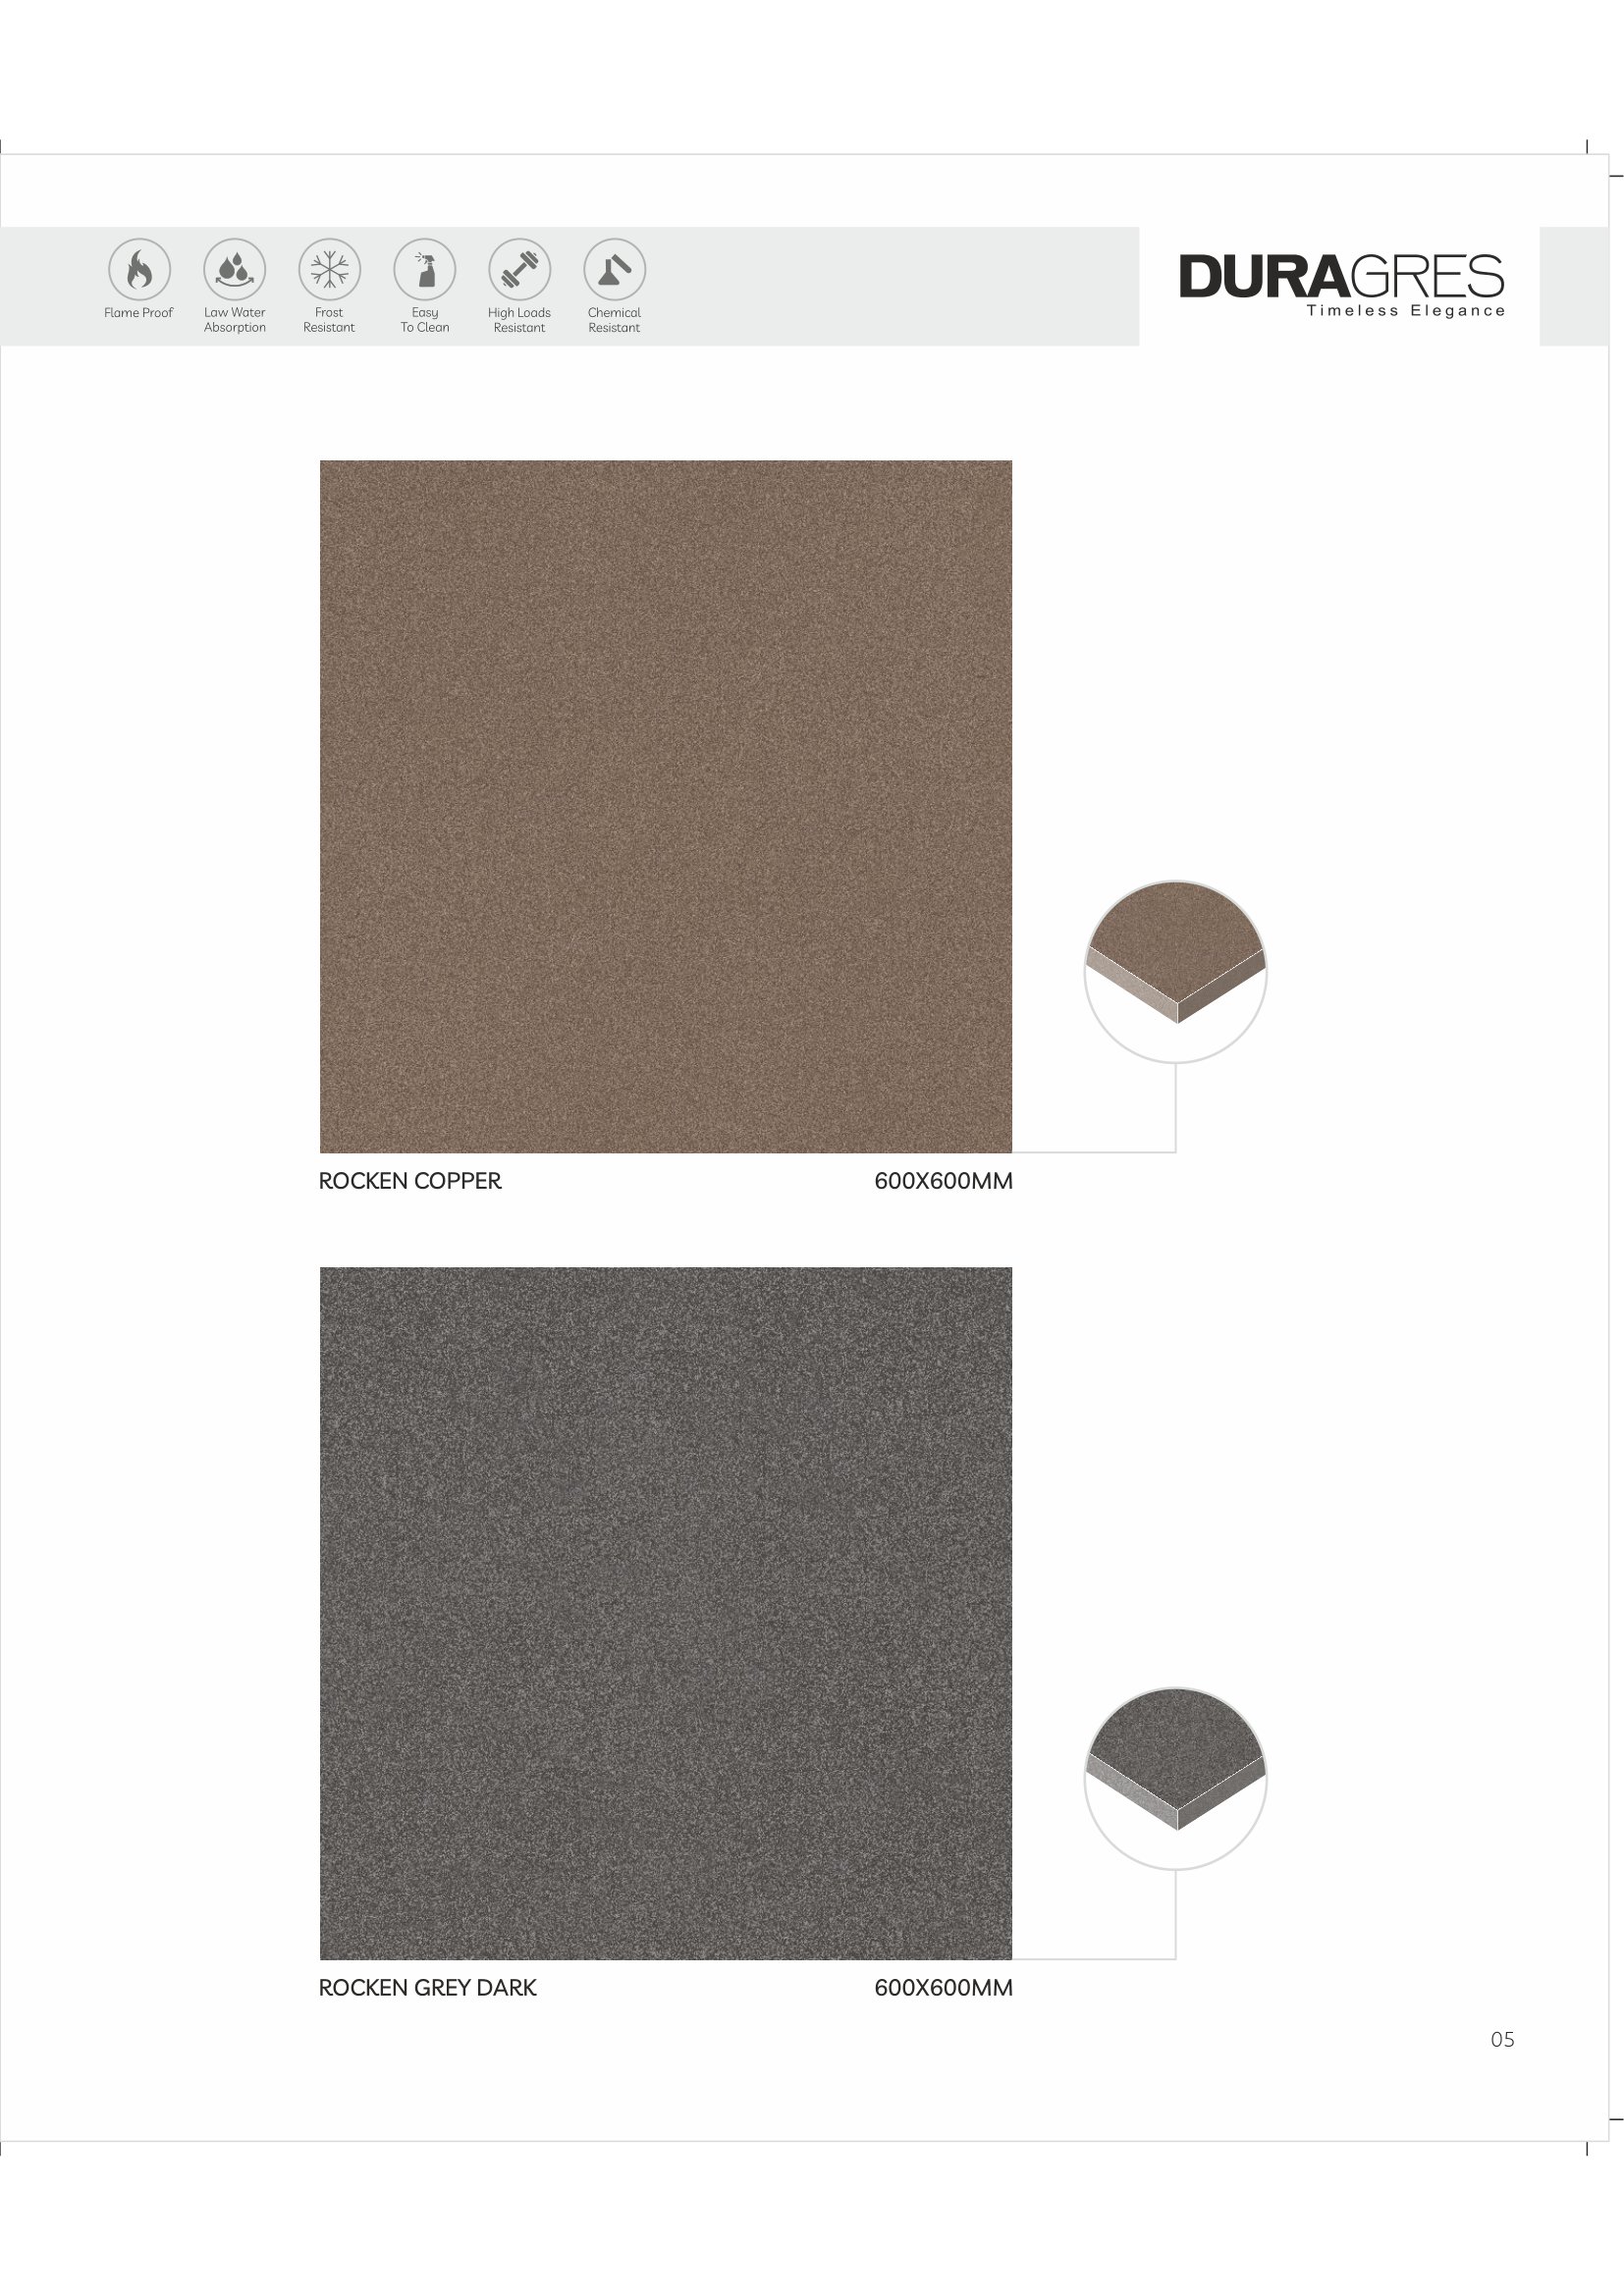 Flame Proof
Law Water
Absorption
Frost
Resistant
Easy
To Clean
High Loads
Resistant
Chemical
Resistant
DURAGRES
Timeless Elegance
ROCKEN COPPER 600X600MM
ROCKEN GREY DARK 600X600MM
05